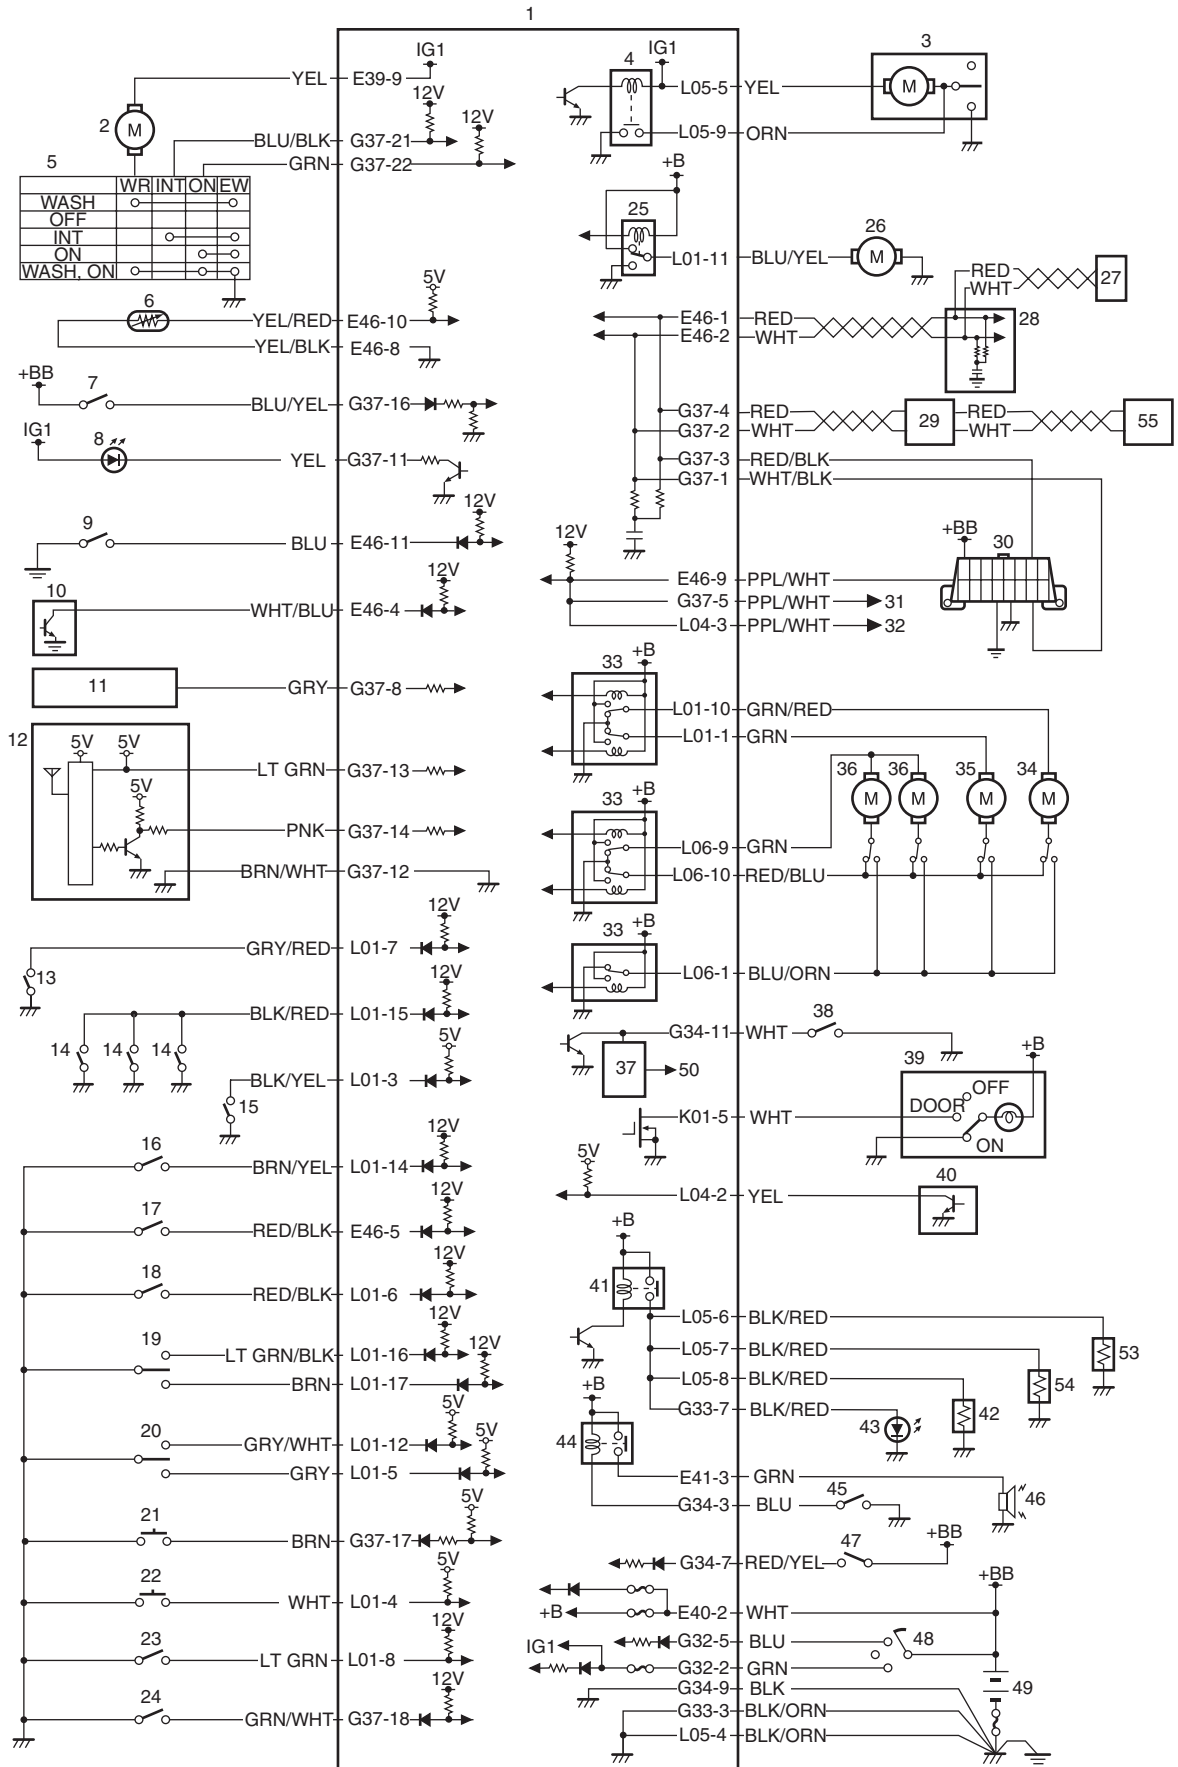 1
IG1
YEL E39-9
12V
12V
2 M
BLU/BLK G37-21
GRN G37-22
5
WR INT ON EW
WASH
OFF
INT
ON
WASH, ON
6
5V
YEL/RED E46-10
YEL/BLK E46-8
+BB
7
BLU/YEL G37-16
IG1
8
YEL G37-11
12V
9
BLU E46-11
12V
10
WHT/BLU E46-4
11
GRY G37-8
12
5V 5V
LT GRN G37-13
5V
PNK G37-14
BRN/WHT G37-12
12V
GRY/RED L01-7
13
12V
BLK/RED L01-15
14 14 14
5V
BLK/YEL L01-3
15
12V
16
BRN/YEL L01-14
12V
17
RED/BLK E46-5
12V
18
RED/BLK L01-6
12V
19
LT GRN/BLK L01-16
12V
BRN L01-17
5V
20
GRY/WHT L01-12
5V
GRY L01-5
5V
21
BRN G37-17
5V
22
WHT L01-4
12V
23
LT GRN L01-8
12V
24
GRN/WHT G37-18
4
IG1
3
M
L05-5 YEL
L05-9 ORN
+B
25
26
M
L01-11 BLU/YEL
RED
WHT
27
E46-1 RED
E46-2 WHT
28
G37-4 RED
G37-2 WHT
29
RED
WHT
55
G37-3 RED/BLK
G37-1 WHT/BLK
12V
+BB
30
E46-9 PPL/WHT
G37-5 PPL/WHT 31
L04-3 PPL/WHT 32
33 +B
L01-10 GRN/RED
L01-1 GRN
36 36 35 34
M M M M
33 +B
L06-9 GRN
L06-10 RED/BLU
33 +B
L06-1 BLU/ORN
G34-11 WHT
38
37 50
39
+B
OFF
DOOR
ON
K01-5 WHT
5V
L04-2 YEL
40
+B
41
L05-6 BLK/RED
53
L05-7 BLK/RED
54
L05-8 BLK/RED
42
G33-7 BLK/RED
43
+B
44
E41-3 GRN
46
G34-3 BLU
45
G34-7 RED/YEL
47
+BB
+BB
+B
E40-2 WHT
G32-5 BLU
48
IG1
G32-2 GRN
G34-9 BLK
49
G33-3 BLK/ORN
L05-4 BLK/ORN